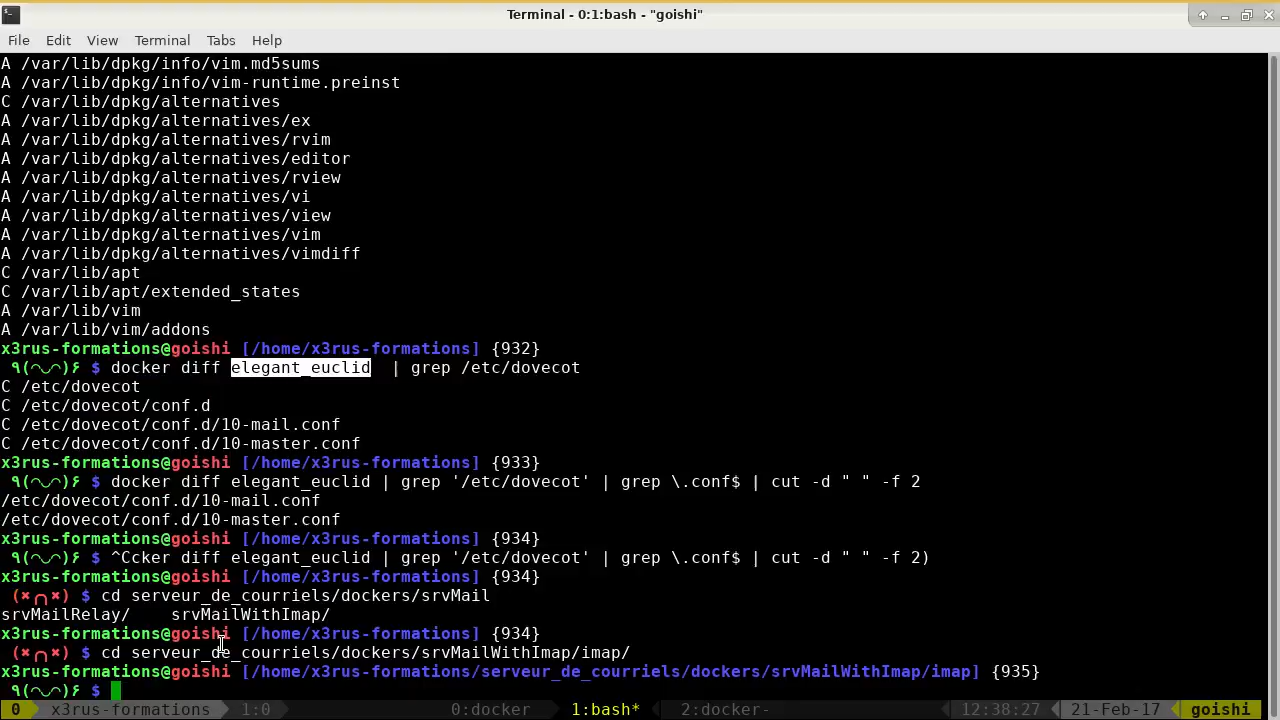 Terminal - 0:1:bash - "goishi"
File Edit View Terminal Tabs Help
A /var/lib/dpkg/info/vim.md5sums
A /var/lib/dpkg/info/vim-runtime.preinst
C /var/lib/dpkg/alternatives
A /var/lib/dpkg/alternatives/ex
A /var/lib/dpkg/alternatives/rvim
A /var/lib/dpkg/alternatives/editor
A /var/lib/dpkg/alternatives/rview
A /var/lib/dpkg/alternatives/vi
A /var/lib/dpkg/alternatives/view
A /var/lib/dpkg/alternatives/vim
A /var/lib/dpkg/alternatives/vimdiff
C /var/lib/apt
C /var/lib/apt/extended_states
A /var/lib/vim
A /var/lib/vim/addons
x3rus-formations@goishi [/home/x3rus-formations] {932}
٩(◠◡◠)۶ $ docker diff elegant_euclid  | grep /etc/dovecot
C /etc/dovecot
C /etc/dovecot/conf.d
C /etc/dovecot/conf.d/10-mail.conf
C /etc/dovecot/conf.d/10-master.conf
x3rus-formations@goishi [/home/x3rus-formations] {933}
٩(◠◡◠)۶ $ docker diff elegant_euclid | grep '/etc/dovecot' | grep \.conf$ | cut -d " " -f 2
/etc/dovecot/conf.d/10-mail.conf
/etc/dovecot/conf.d/10-master.conf
x3rus-formations@goishi [/home/x3rus-formations] {934}
٩(◠◡◠)۶ $ ^Ccker diff elegant_euclid | grep '/etc/dovecot' | grep \.conf$ | cut -d " " -f 2)
x3rus-formations@goishi [/home/x3rus-formations] {934}
(✖╭╮✖) $ cd serveur_de_courriels/dockers/srvMail
srvMailRelay/    srvMailWithImap/
x3rus-formations@goishi [/home/x3rus-formations] {934}
(✖╭╮✖) $ cd serveur_de_courriels/dockers/srvMailWithImap/imap/
x3rus-formations@goishi [/home/x3rus-formations/serveur_de_courriels/dockers/srvMailWithImap/imap] {935}
٩(◠◡◠)۶ $
0 x3rus-formations 1:0 0:docker 1:bash* 2:docker- 12:38:27 21-Feb-17 goishi